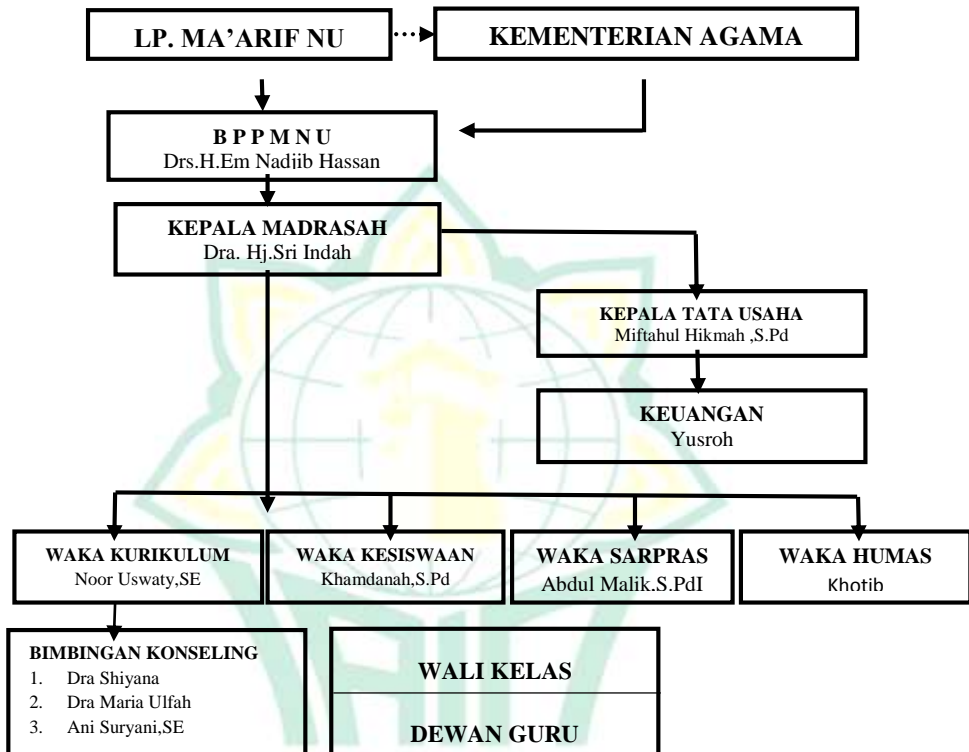 LP. MA’ARIF NU
KEMENTERIAN AGAMA
B P P M N U
Drs.H.Em Nadjib Hassan
KEPALA MADRASAH
Dra. Hj.Sri Indah
KEPALA TATA USAHA
Miftahul Hikmah ,S.Pd
KEUANGAN
Yusroh
WAKA KURIKULUM
Noor Uswaty,SE
WAKA KESISWAAN
Khamdanah,S.Pd
WAKA SARPRAS
Abdul Malik.S.PdI
WAKA HUMAS
Khotib
BIMBINGAN KONSELING
1. Dra Shiyana
2. Dra Maria Ulfah
3. Ani Suryani,SE
WALI KELAS
DEWAN GURU